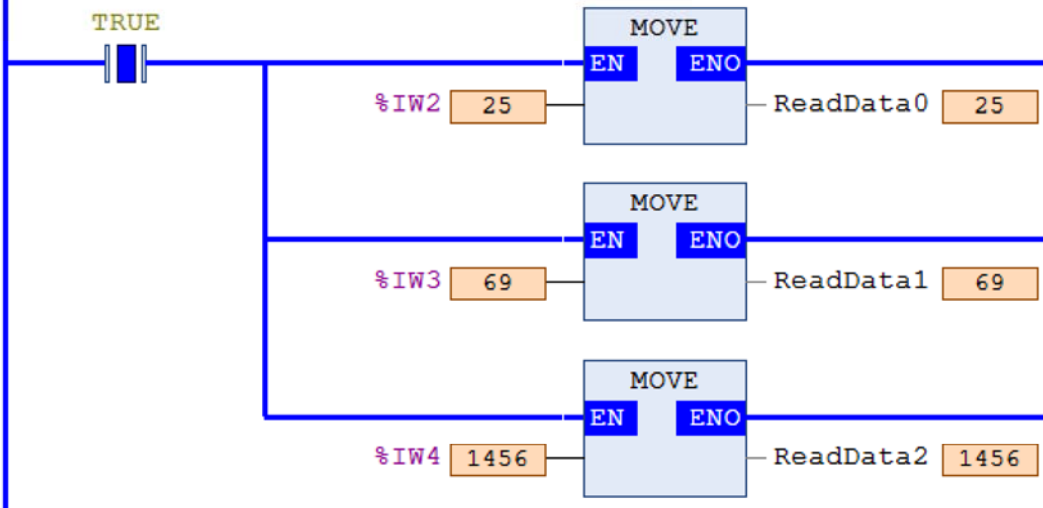 TRUE
MOVE
EN ENO
%IW2 25 ReadData0 25
MOVE
EN ENO
%IW3 69 ReadData1 69
MOVE
EN ENO
%IW4 1456 ReadData2 1456